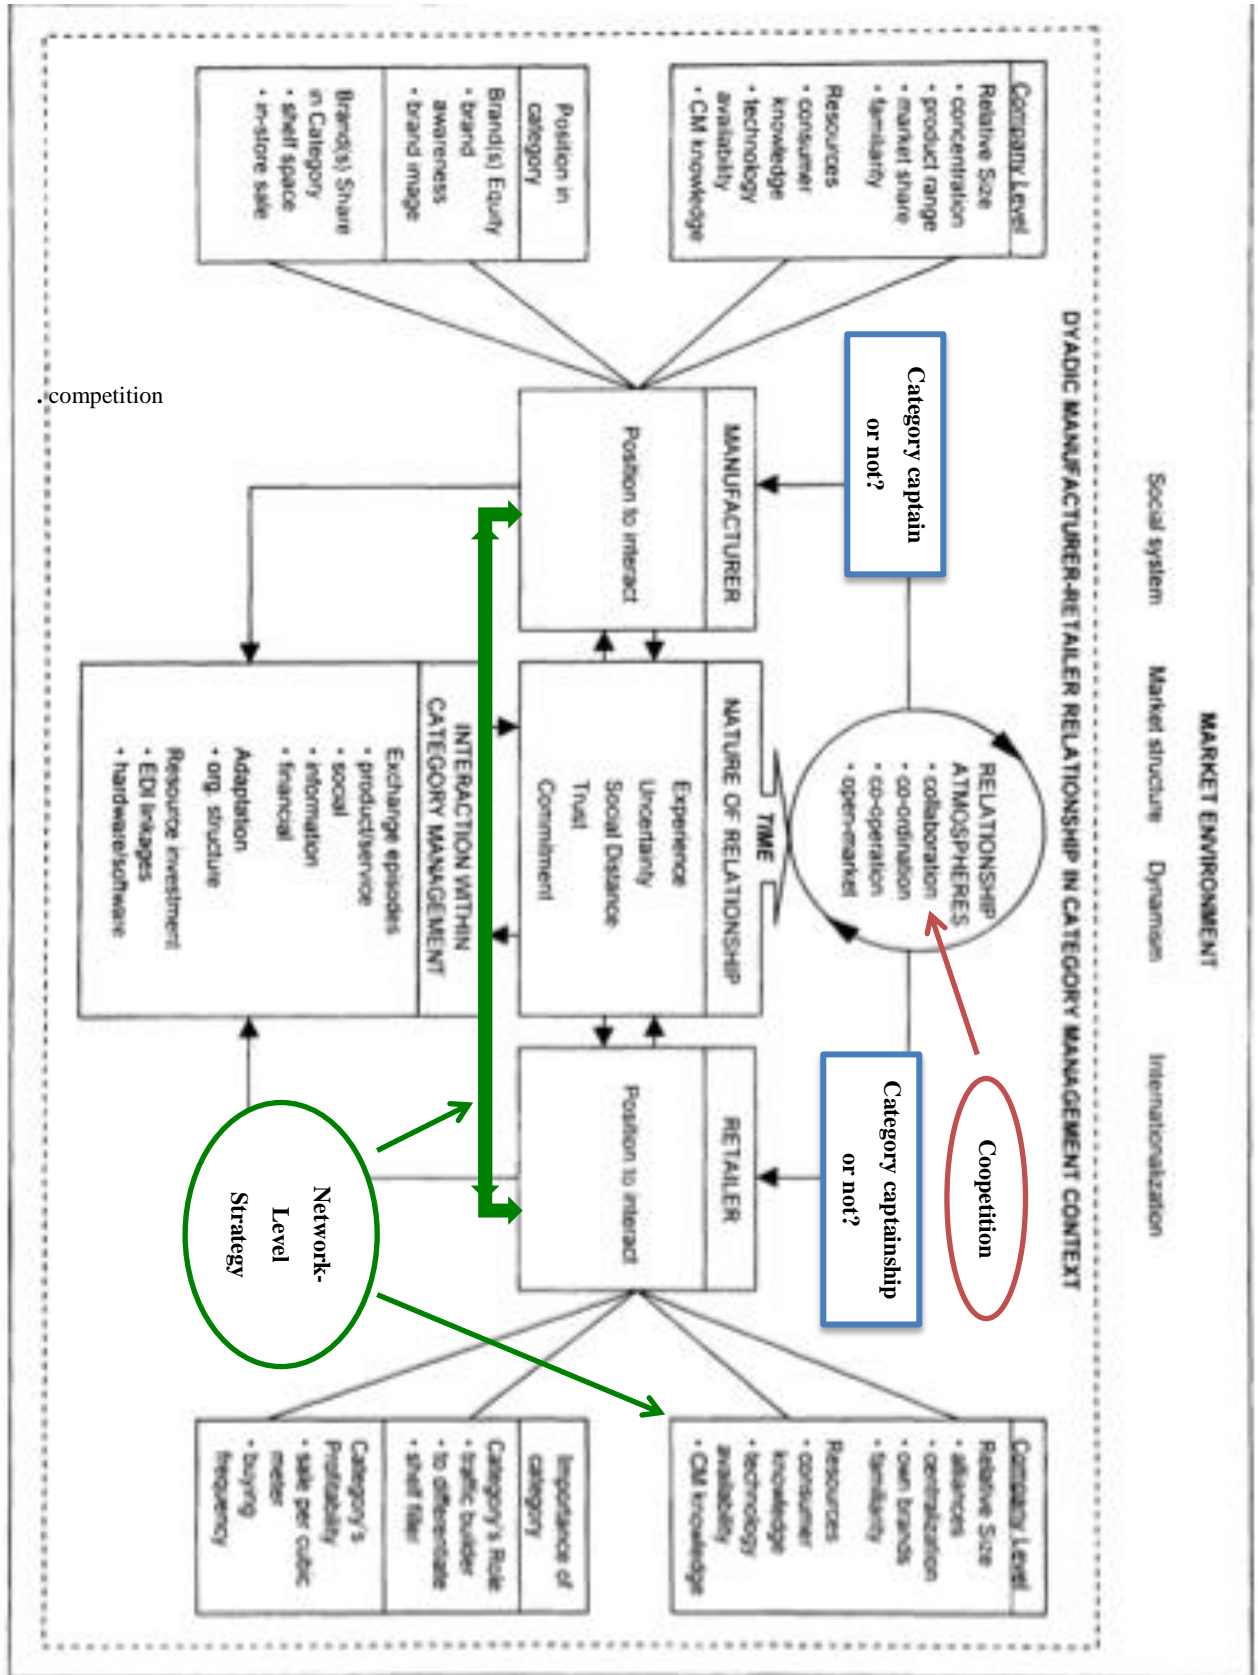 MARKET ENVIRONMENT
Social system
Market structure
Dynamism
Internationalization
DYADIC MANUFACTURER-RETAILER RELATIONSHIP IN CATEGORY MANAGEMENT CONTEXT
Company Level
Relative Size
• concentration
• product range
• market share
• familiarity
Resources
• consumer
knowledge
• technology
availability
• CM knowledge
Position in
category
Brand(s) Equity
• brand
awareness
• brand image
Brand(s) Share
in Category
• shelf space
• in-store sale
Category captain
or not?
MANUFACTURER
Position to interact
RELATIONSHIP
ATMOSPHERES
• collaboration
• co-ordination
• co-operation
• open-market
TIME
NATURE OF RELATIONSHIP
Experience
Uncertainty
Social Distance
Trust
Commitment
INTERACTION WITHIN
CATEGORY MANAGEMENT
Exchange episodes
• product/service
• social
• information
• financial
Adaptation
• org. structure
Resource investment
• EDI linkages
• hardware/software
Coopetition
Category captainship
or not?
RETAILER
Position to interact
Network-
Level
Strategy
Company Level
Relative Size
• alliances
• centralization
• own brands
• familiarity
Resources
• consumer
knowledge
• technology
availability
• CM knowledge
Importance of
category
Category's Role
• traffic builder
• to differentiate
• shelf filler
Category's
Profitability
• sale per cubic
meter
• buying
frequency
. competition